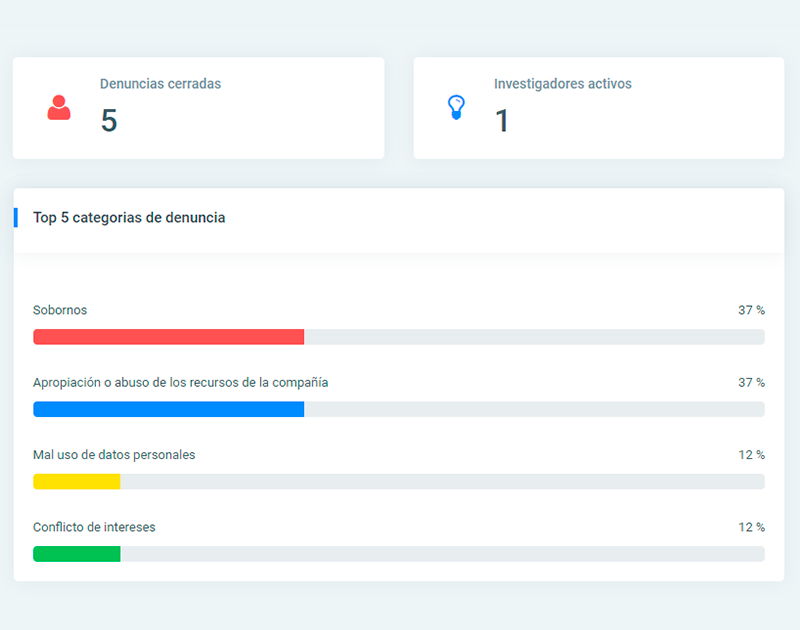 Denuncias cerradas
5
Investigadores activos
1
Top 5 categorias de denuncia
Sobornos 37 %
Apropiación o abuso de los recursos de la compañía 37 %
Mal uso de datos personales 12 %
Conflicto de intereses 12 %